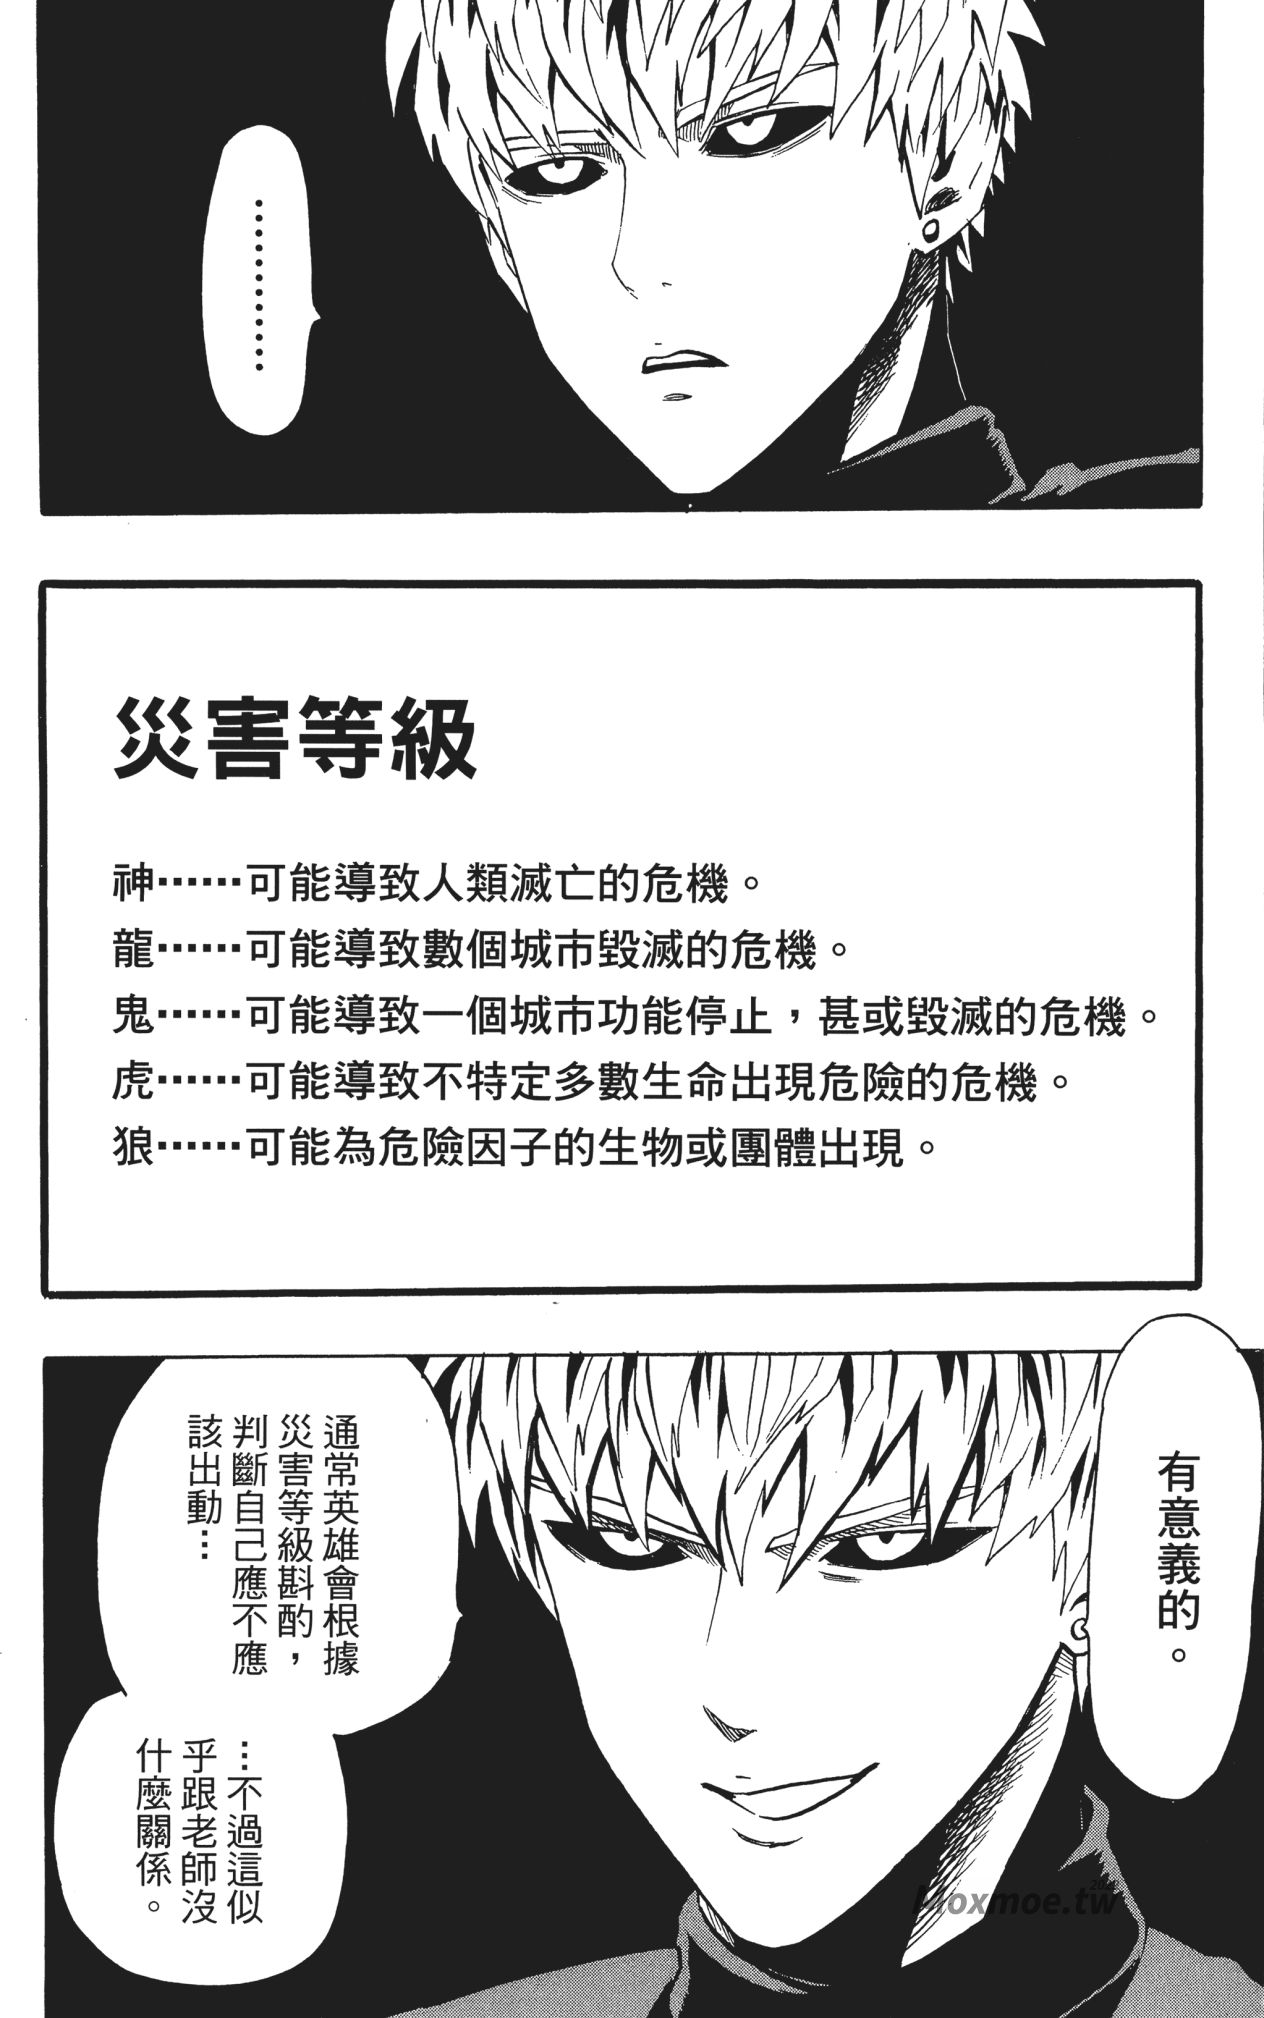 …………
災害等級
神……可能導致人類滅亡的危機。
龍……可能導致數個城市毀滅的危機。
鬼……可能導致一個城市功能停止，甚或毀滅的危機。
虎……可能導致不特定多數生命出現危險的危機。
狼……可能為危險因子的生物或團體出現。
有意義的。
通常英雄會根據
災害等級斟酌，
判斷自己應不應
該出動…
…不過這似
乎跟老師沒
什麼關係。
Moxmoe.tw